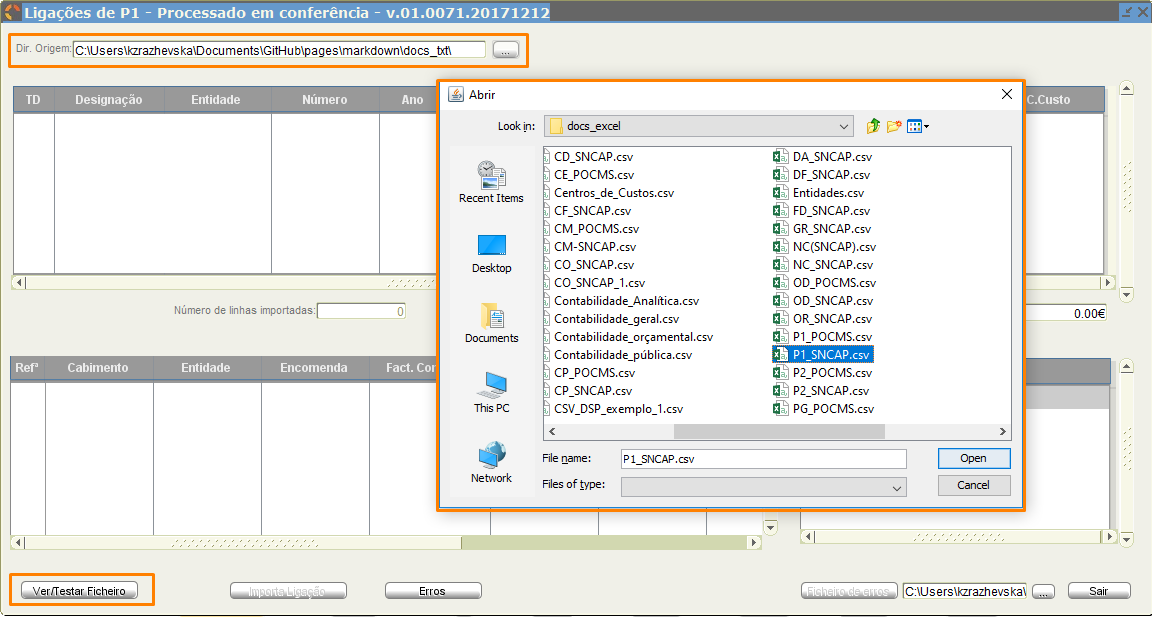 Ligações de P1 - Processado em conferência - v.01.0071.20171212
Dir. Origem: C:\Users\kzrazhevska\Documents\GitHub\pages\markdown\docs_txt\ ...
TD Designação Entidade Número Ano C.Custo
Número de linhas importadas: 0
0.00€
Refª Cabimento Entidade Encomenda Fact. Cor
Abrir
Look in: docs_excel
Recent Items
Desktop
Documents
This PC
Network
CD_SNCAP.csv
CE_POCMS.csv
Centros_de_Custos.csv
CF_SNCAP.csv
CM_POCMS.csv
CM-SNCAP.csv
CO_SNCAP.csv
CO_SNCAP_1.csv
Contabilidade_Analítica.csv
Contabilidade_geral.csv
Contabilidade_orçamental.csv
Contabilidade_pública.csv
CP_POCMS.csv
CP_SNCAP.csv
CSV_DSP_exemplo_1.csv
DA_SNCAP.csv
DF_SNCAP.csv
Entidades.csv
FD_SNCAP.csv
GR_SNCAP.csv
NC(SNCAP).csv
NC_SNCAP.csv
OD_POCMS.csv
OD_SNCAP.csv
OR_SNCAP.csv
P1_POCMS.csv
P1_SNCAP.csv
P2_POCMS.csv
P2_SNCAP.csv
PG_POCMS.csv
File name: P1_SNCAP.csv Open
Files of type: Cancel
Ver/Testar Ficheiro Importa Ligação Erros Ficheiro de erros C:\Users\kzrazhevska\ ... Sair